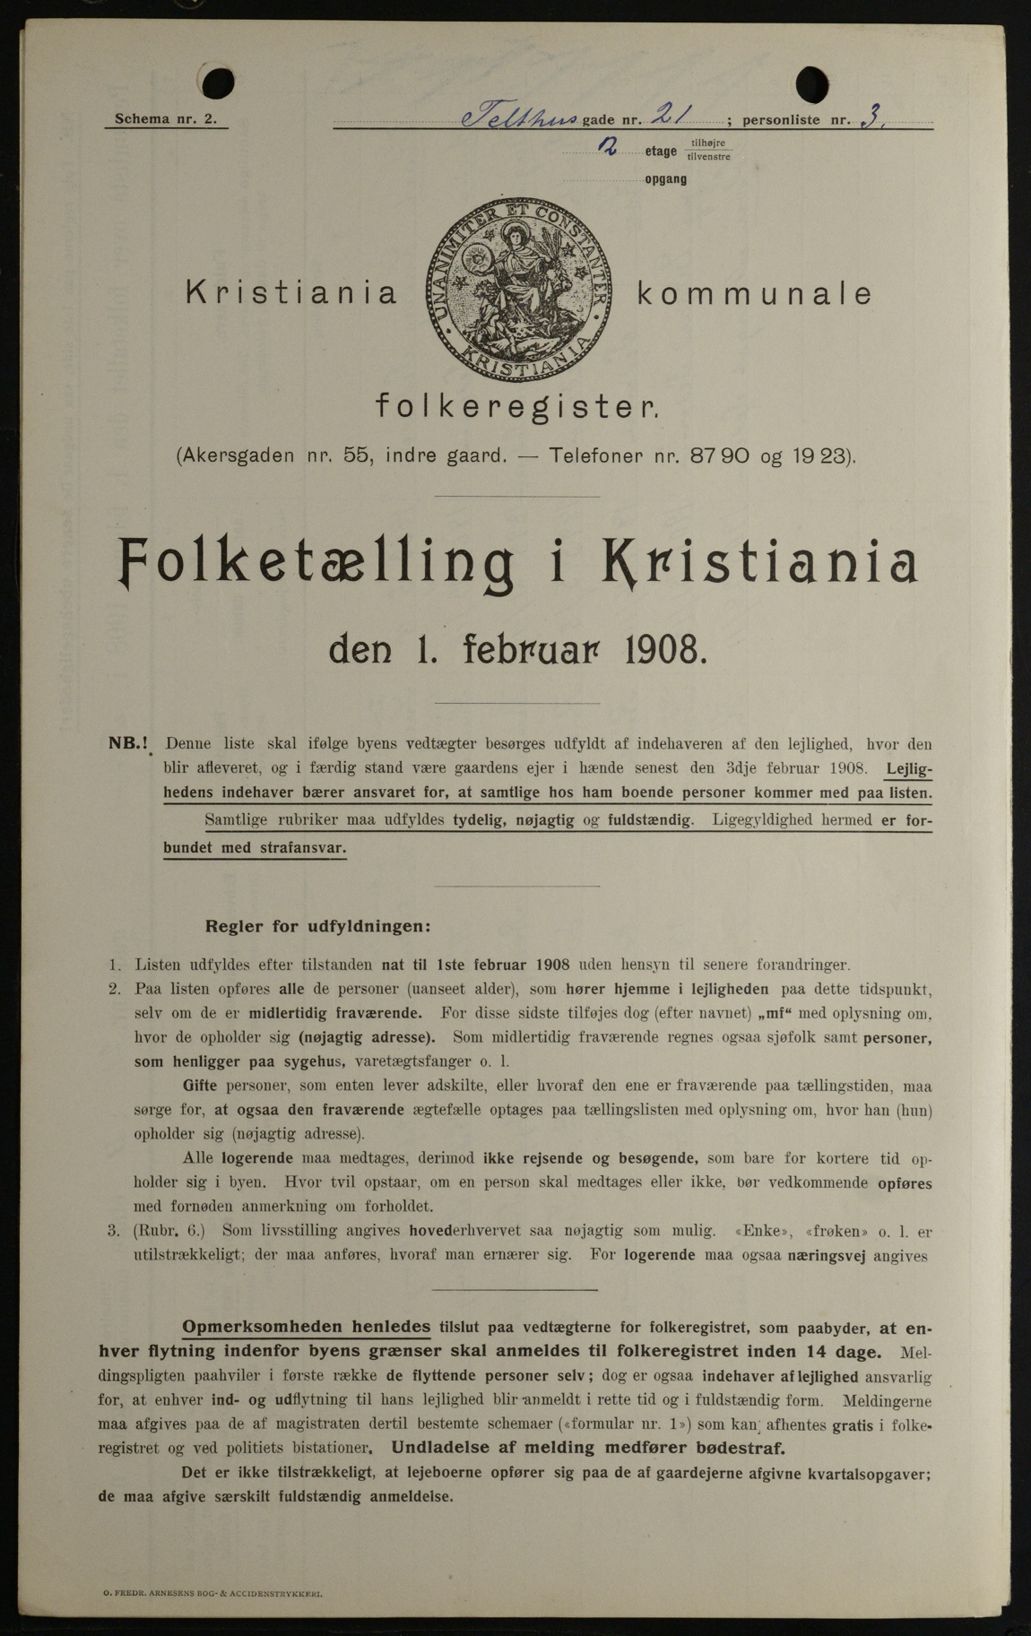 Schema nr. 2.
Telthus gade nr. 21 ; personliste nr. 3.
2 etage tilhøjre
tilvenstre
opgang
UNANIMITER ET CONSTANTER
KRISTIANIA
Kristiania kommunale
folkeregister.
(Akersgaden nr. 55, indre gaard. — Telefoner nr. 87 90 og 19 23).
Folketælling i Kristiania
den 1. februar 1908.
NB.! Denne liste skal ifølge byens vedtægter besørges udfyldt af indehaveren af den lejlighed, hvor den
blir afleveret, og i færdig stand være gaardens ejer i hænde senest den 3dje februar 1908. Lejlig-
hedens indehaver bærer ansvaret for, at samtlige hos ham boende personer kommer med paa listen.
Samtlige rubriker maa udfyldes tydelig, nøjagtig og fuldstændig. Ligegyldighed hermed er for-
bundet med strafansvar.
Regler for udfyldningen:
1. Listen udfyldes efter tilstanden nat til 1ste februar 1908 uden hensyn til senere forandringer.
2. Paa listen opføres alle de personer (uanseet alder), som hører hjemme i lejligheden paa dette tidspunkt,
selv om de er midlertidig fraværende. For disse sidste tilføjes dog (efter navnet) „mf“ med oplysning om,
hvor de opholder sig (nøjagtig adresse). Som midlertidig fraværende regnes ogsaa sjøfolk samt personer,
som henligger paa sygehus, varetægtsfanger o. l.
Gifte personer, som enten lever adskilte, eller hvoraf den ene er fraværende paa tællingstiden, maa
sørge for, at ogsaa den fraværende ægtefælle optages paa tællingslisten med oplysning om, hvor han (hun)
opholder sig (nøjagtig adresse).
Alle logerende maa medtages, derimod ikke rejsende og besøgende, som bare for kortere tid op-
holder sig i byen. Hvor tvil opstaar, om en person skal medtages eller ikke, bør vedkommende opføres
med fornøden anmerkning om forholdet.
3. (Rubr. 6.) Som livsstilling angives hovederhvervet saa nøjagtig som mulig. «Enke», «frøken» o. l. er
utilstrækkeligt; der maa anføres, hvoraf man ernærer sig. For logerende maa ogsaa næringsvej angives
Opmerksomheden henledes tilslut paa vedtægterne for folkeregistret, som paabyder, at en-
hver flytning indenfor byens grænser skal anmeldes til folkeregistret inden 14 dage. Mel-
dingspligten paahviler i første række de flyttende personer selv; dog er ogsaa indehaver af lejlighed ansvarlig
for, at enhver ind- og udflytning til hans lejlighed blir anmeldt i rette tid og i fuldstændig form. Meldingerne
maa afgives paa de af magistraten dertil bestemte schemaer («formular nr. 1») som kan afhentes gratis i folke-
registret og ved politiets bistationer. Undladelse af melding medfører bødestraf.
Det er ikke tilstrækkeligt, at lejeboerne opfører sig paa de af gaardejerne afgivne kvartalsopgaver;
de maa afgive særskilt fuldstændig anmeldelse.
O. FREDR. ARNESENS BOG- & ACCIDENSTRYKKERI.